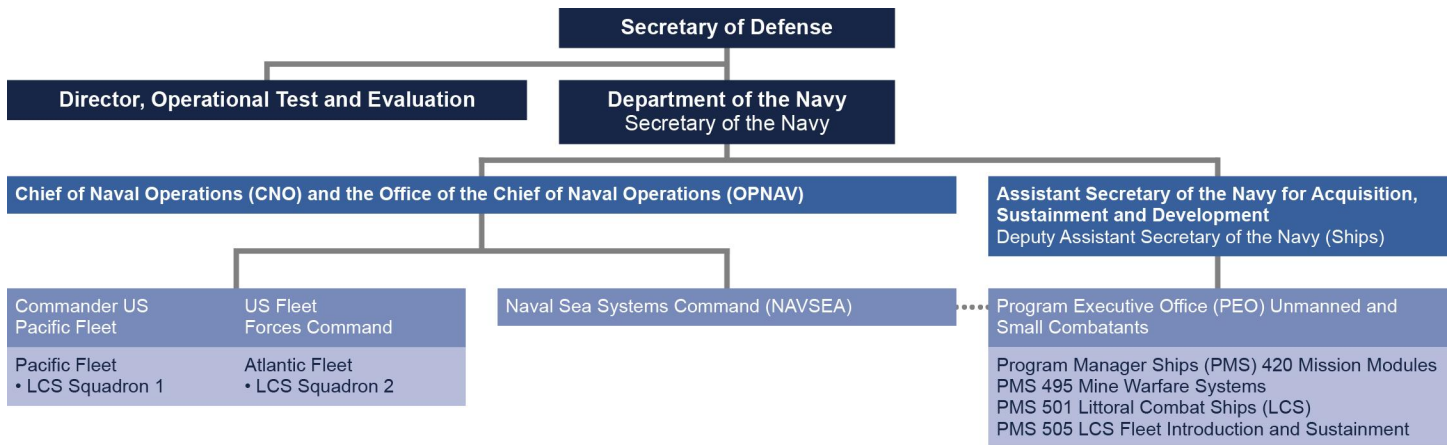 Secretary of Defense
Director, Operational Test and Evaluation
Department of the Navy
Secretary of the Navy
Chief of Naval Operations (CNO) and the Office of the Chief of Naval Operations (OPNAV)
Assistant Secretary of the Navy for Acquisition,
Sustainment and Development
Deputy Assistant Secretary of the Navy (Ships)
Commander US
Pacific Fleet
US Fleet
Forces Command
Pacific Fleet
• LCS Squadron 1
Atlantic Fleet
• LCS Squadron 2
Naval Sea Systems Command (NAVSEA)
Program Executive Office (PEO) Unmanned and
Small Combatants
Program Manager Ships (PMS) 420 Mission Modules
PMS 495 Mine Warfare Systems
PMS 501 Littoral Combat Ships (LCS)
PMS 505 LCS Fleet Introduction and Sustainment